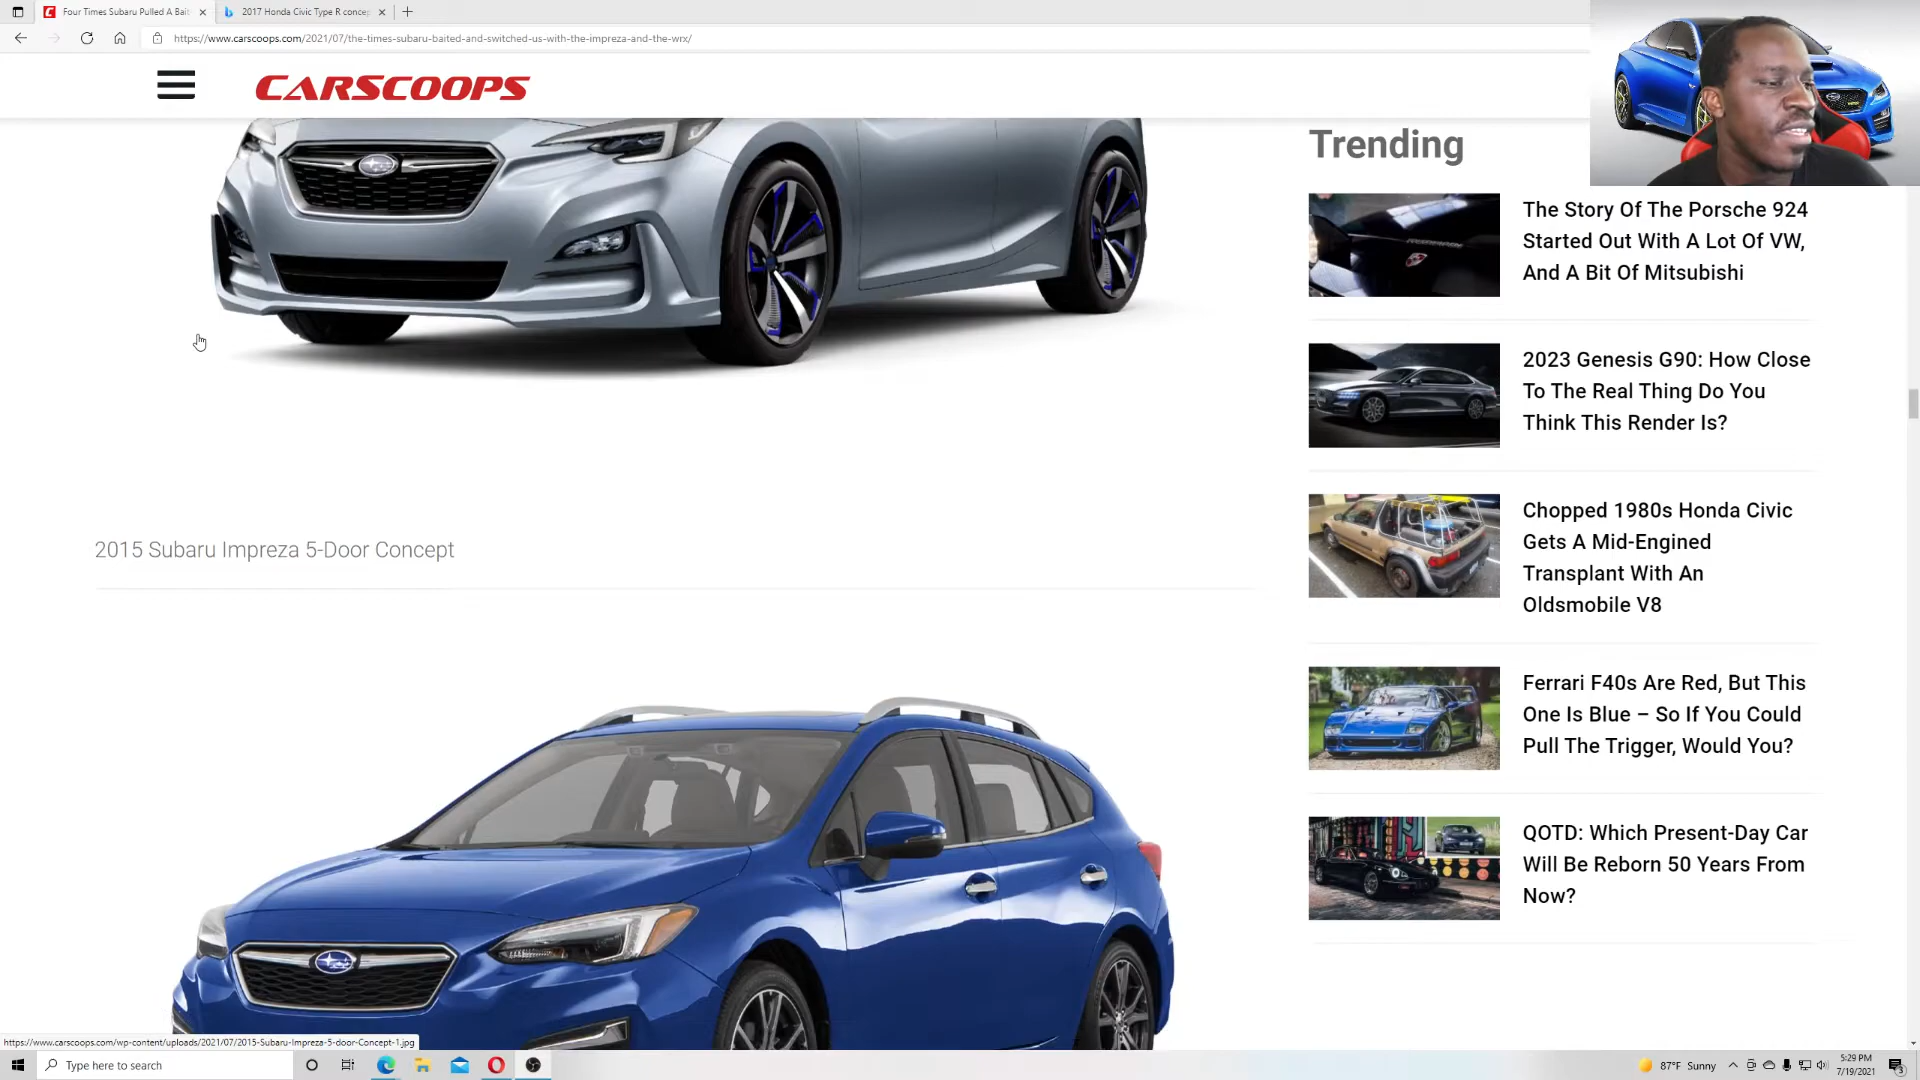 Four Times Subaru Pulled A Bait
2017 Honda Civic Type R concep
https://www.carscoops.com/2021/07/the-times-subaru-baited-and-switched-us-with-the-impreza-and-the-wrx/
CARSCOOPS
Trending
The Story Of The Porsche 924
Started Out With A Lot Of VW,
And A Bit Of Mitsubishi
2023 Genesis G90: How Close
To The Real Thing Do You
Think This Render Is?
2015 Subaru Impreza 5-Door Concept
Chopped 1980s Honda Civic
Gets A Mid-Engined
Transplant With An
Oldsmobile V8
Ferrari F40s Are Red, But This
One Is Blue – So If You Could
Pull The Trigger, Would You?
QOTD: Which Present-Day Car
Will Be Reborn 50 Years From
Now?
https://www.carscoops.com/wp-content/uploads/2021/07/2015-Subaru-Impreza-5-door-Concept-1.jpg
Type here to search
87°F Sunny
5:29 PM
7/19/2021
3